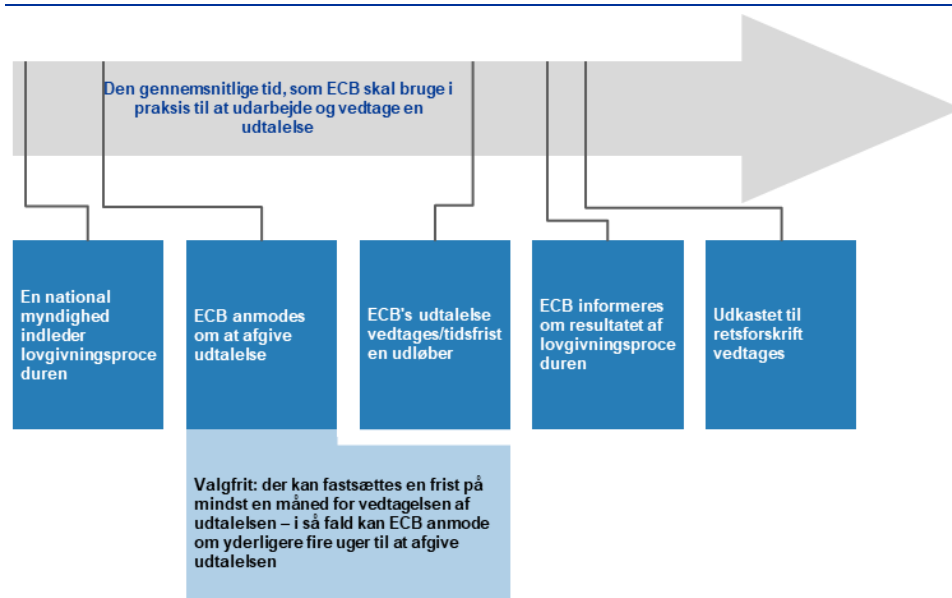 Den gennemsnitlige tid, som ECB skal bruge i
praksis til at udarbejde og vedtage en
udtalelse
En national
myndighed
indleder
lovgivningsproce
duren
ECB anmodes
om at afgive
udtalelse
ECB's udtalelse
vedtages/tidsfrist
en udløber
ECB informeres
om resultatet af
lovgivningsproce
duren
Udkastet til
retsforskrift
vedtages
Valgfrit: der kan fastsættes en frist på
mindst en måned for vedtagelsen af
udtalelsen – i så fald kan ECB anmode
om yderligere fire uger til at afgive
udtalelsen